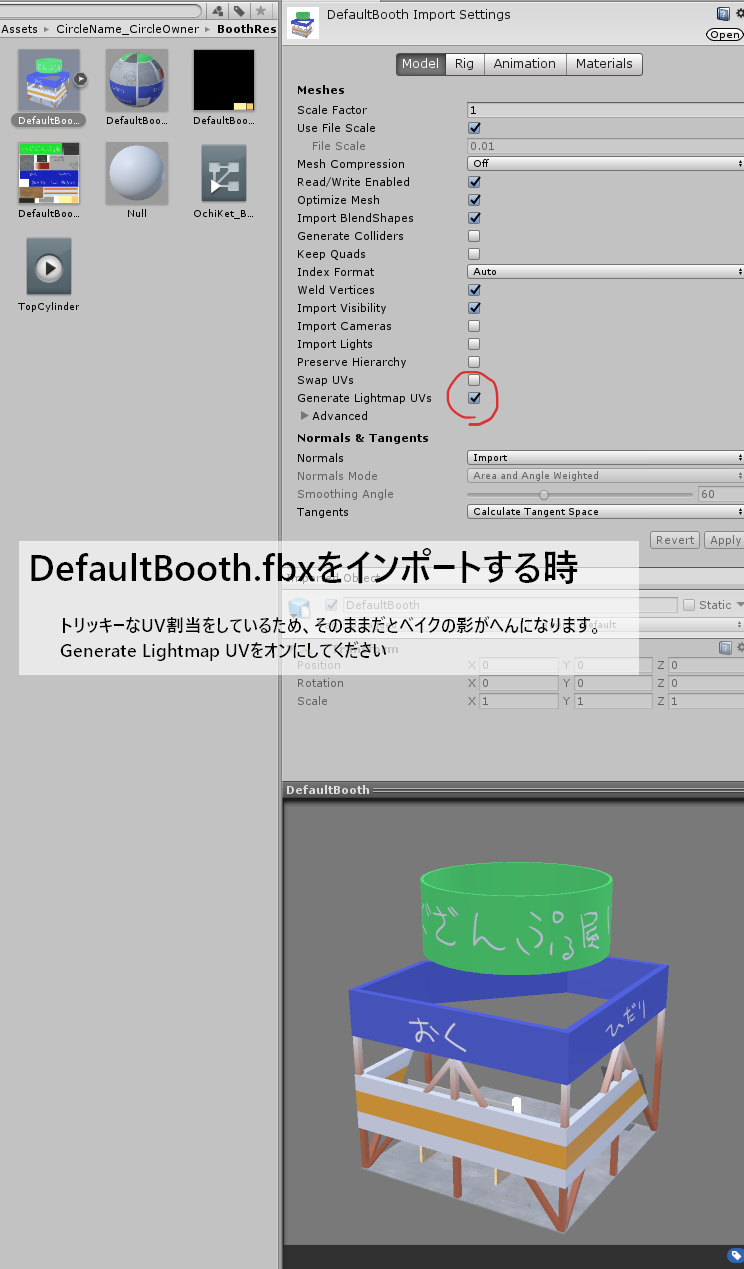 DefaultBooth Import Settings
Open
Assets ▸ CircleName_CircleOwner ▸ BoothRes
Model Rig Animation Materials
DefaultBoo...
DefaultBoo...
DefaultBoo...
DefaultBoo...
Null
OchiKet_B...
TopCylinder
Meshes
Scale Factor 1
Use File Scale
File Scale 0.01
Mesh Compression Off
Read/Write Enabled
Optimize Mesh
Import BlendShapes
Generate Colliders
Keep Quads
Index Format Auto
Weld Vertices
Import Visibility
Import Cameras
Import Lights
Preserve Hierarchy
Swap UVs
Generate Lightmap UVs
Advanced
Normals & Tangents
Normals Import
Normals Mode Area and Angle Weighted
Smoothing Angle 60
Tangents Calculate Tangent Space
Revert Apply
DefaultBooth.fbxをインポートする時
Imported Object
DefaultBooth Static
トリッキーなUV割当をしているため、そのままだとベイクの影がへんになります。
Generate Lightmap UVをオンにしてください
Position X 0 Y 0 Z 0
Rotation X 0 Y 0 Z 0
Scale X 1 Y 1 Z 1
DefaultBooth
ざんぷる屋
おく
ひだり